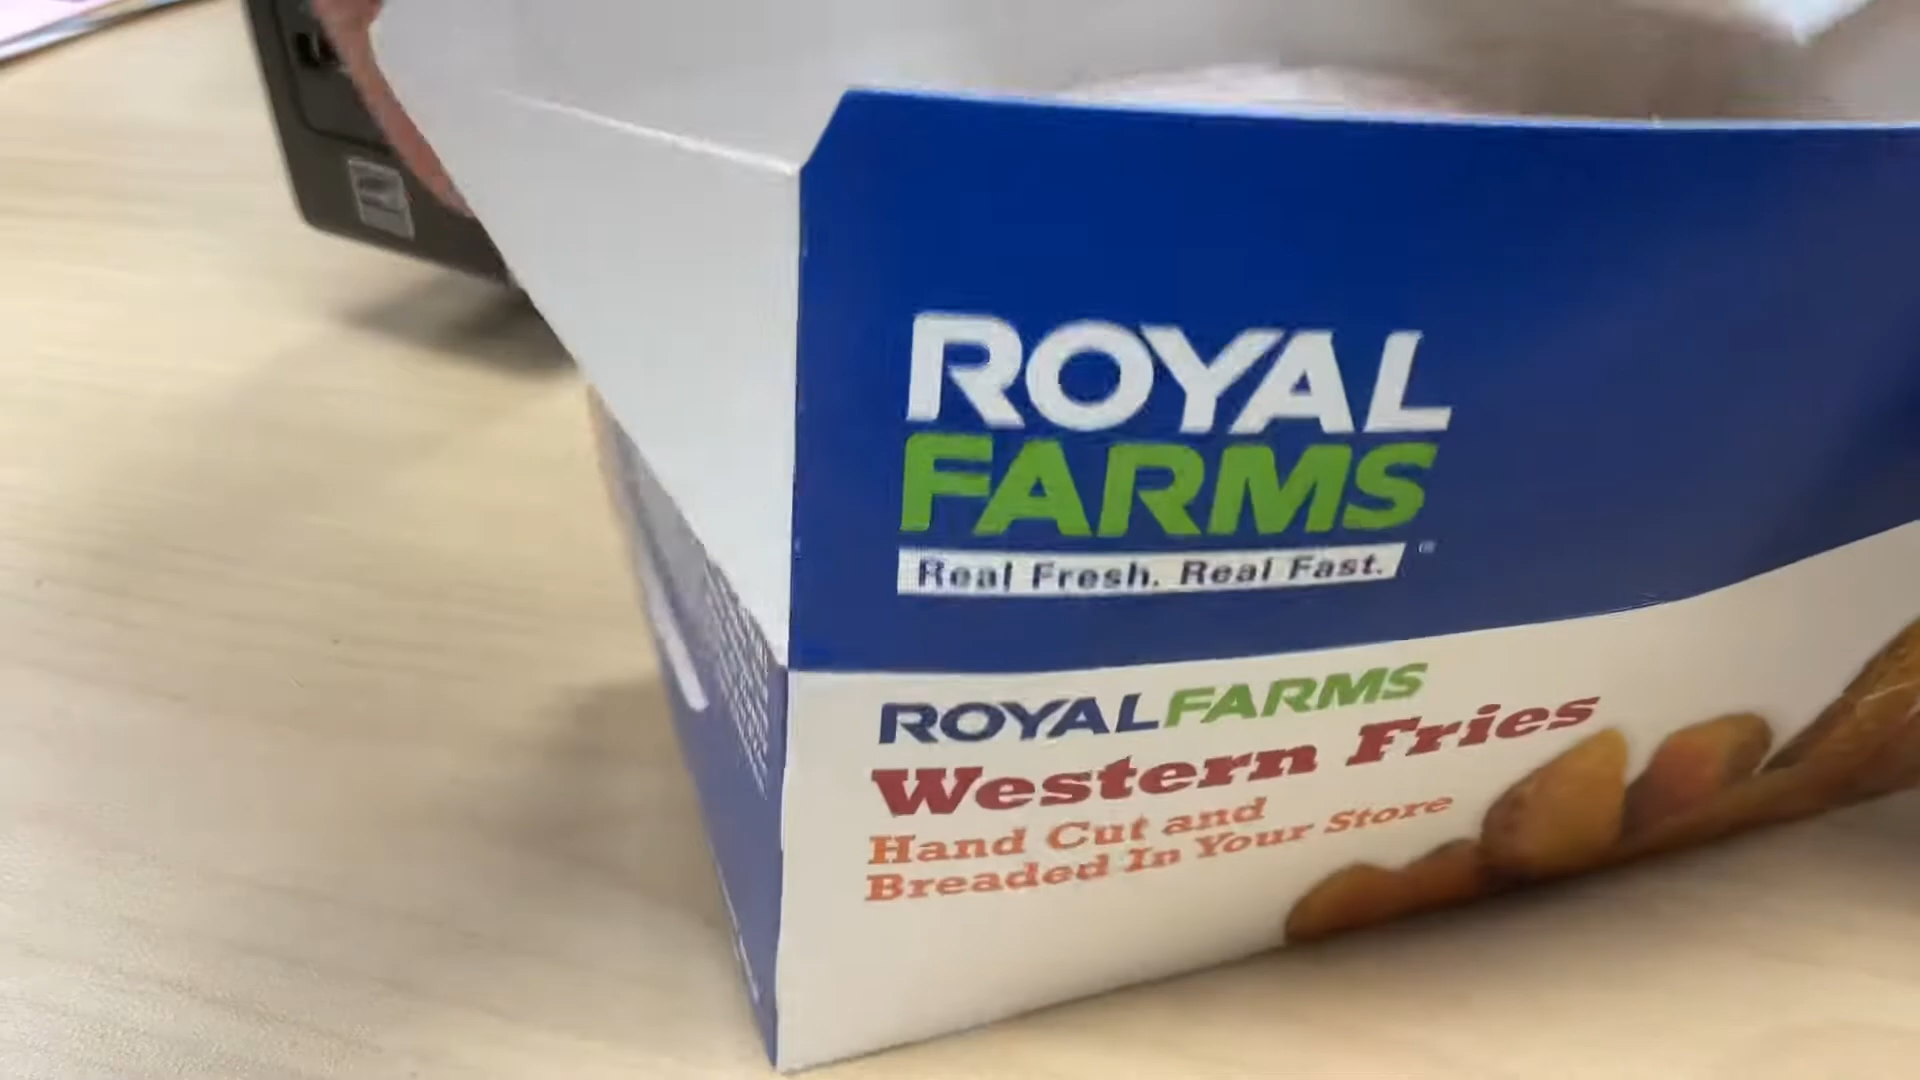 ROYAL
FARMS
Real Fresh. Real Fast.
ROYALFARMS
Western Fries
Hand Cut and
Breaded In Your Store